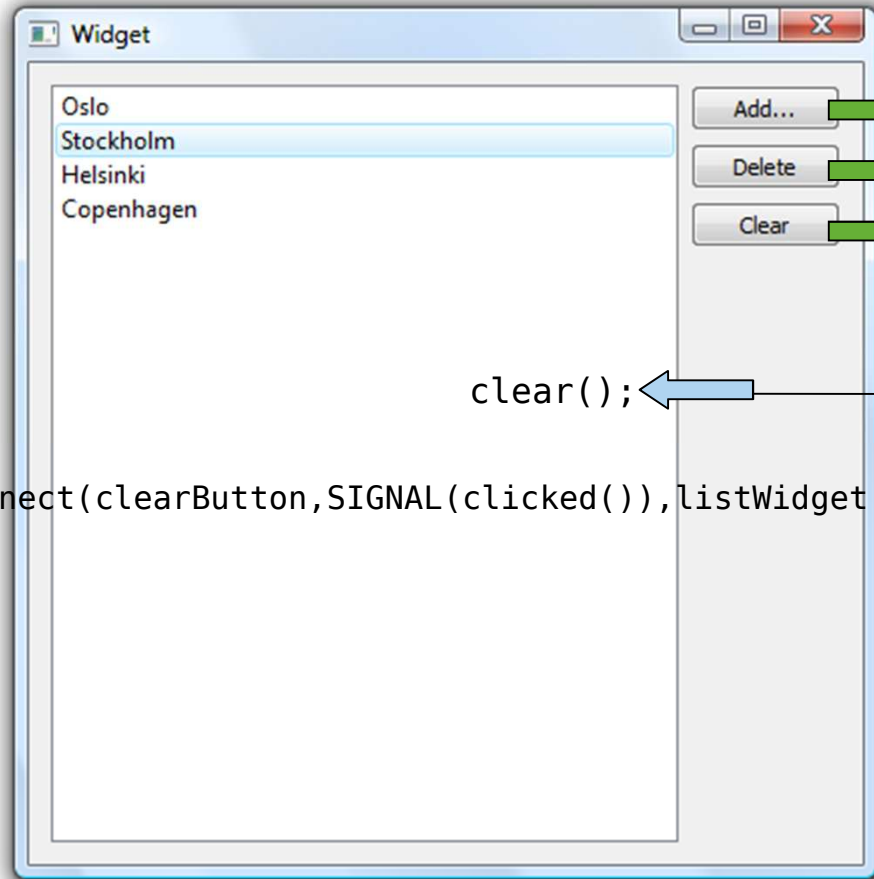 Widget
Oslo
Stockholm
Helsinki
Copenhagen
Add...
Delete
Clear
clear();
nect(clearButton,SIGNAL(clicked()),listWidget